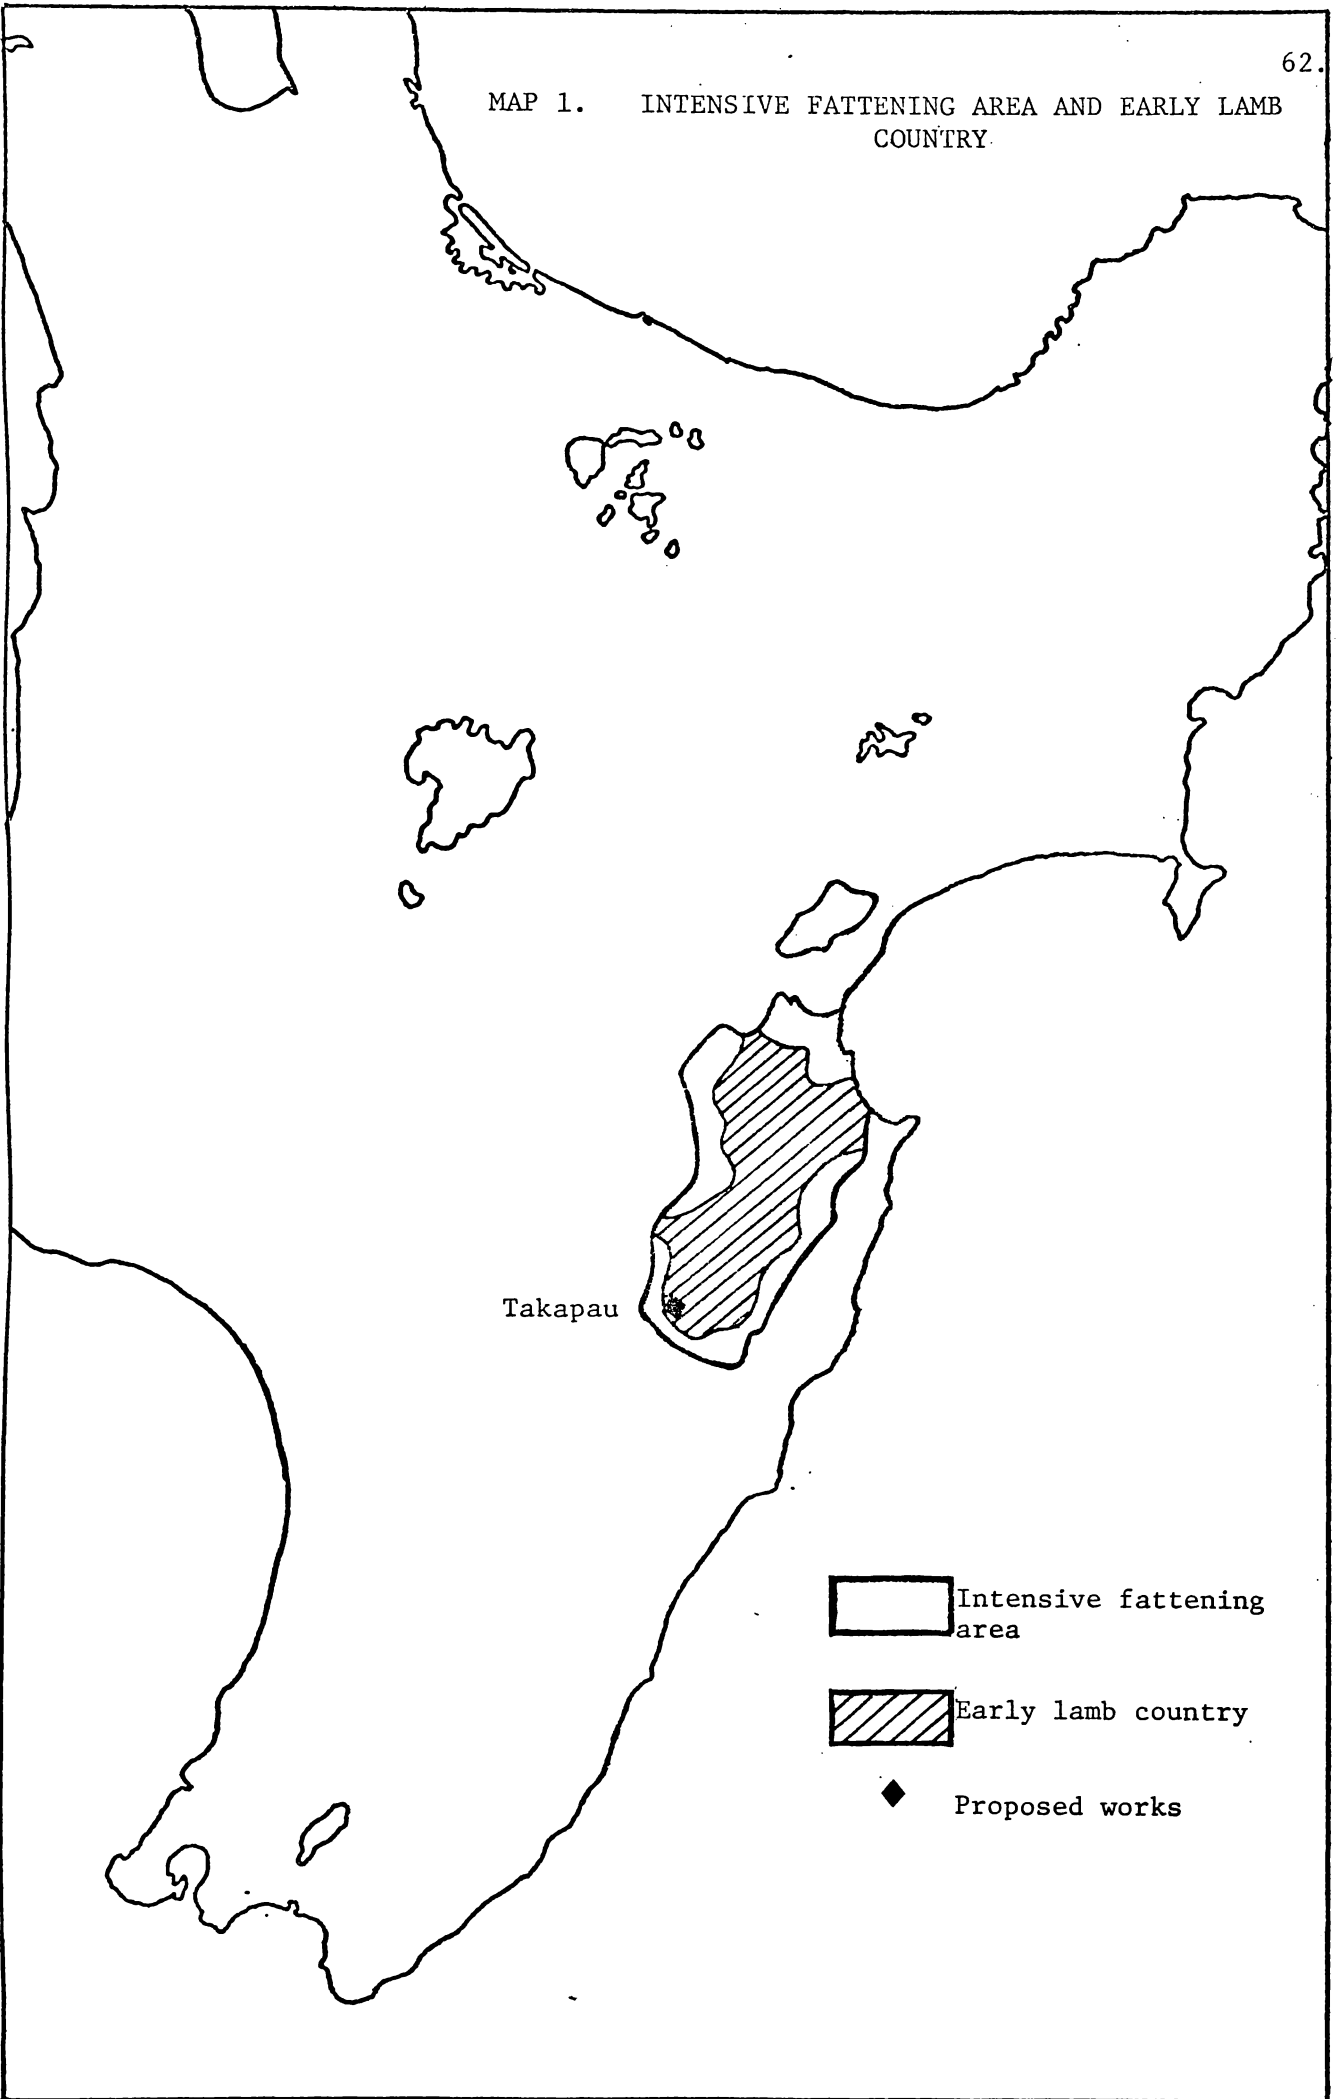 62.
MAP 1. INTENSIVE FATTENING AREA AND EARLY LAMB
COUNTRY
Takapau
Intensive fattening
area
Early lamb country
Proposed works